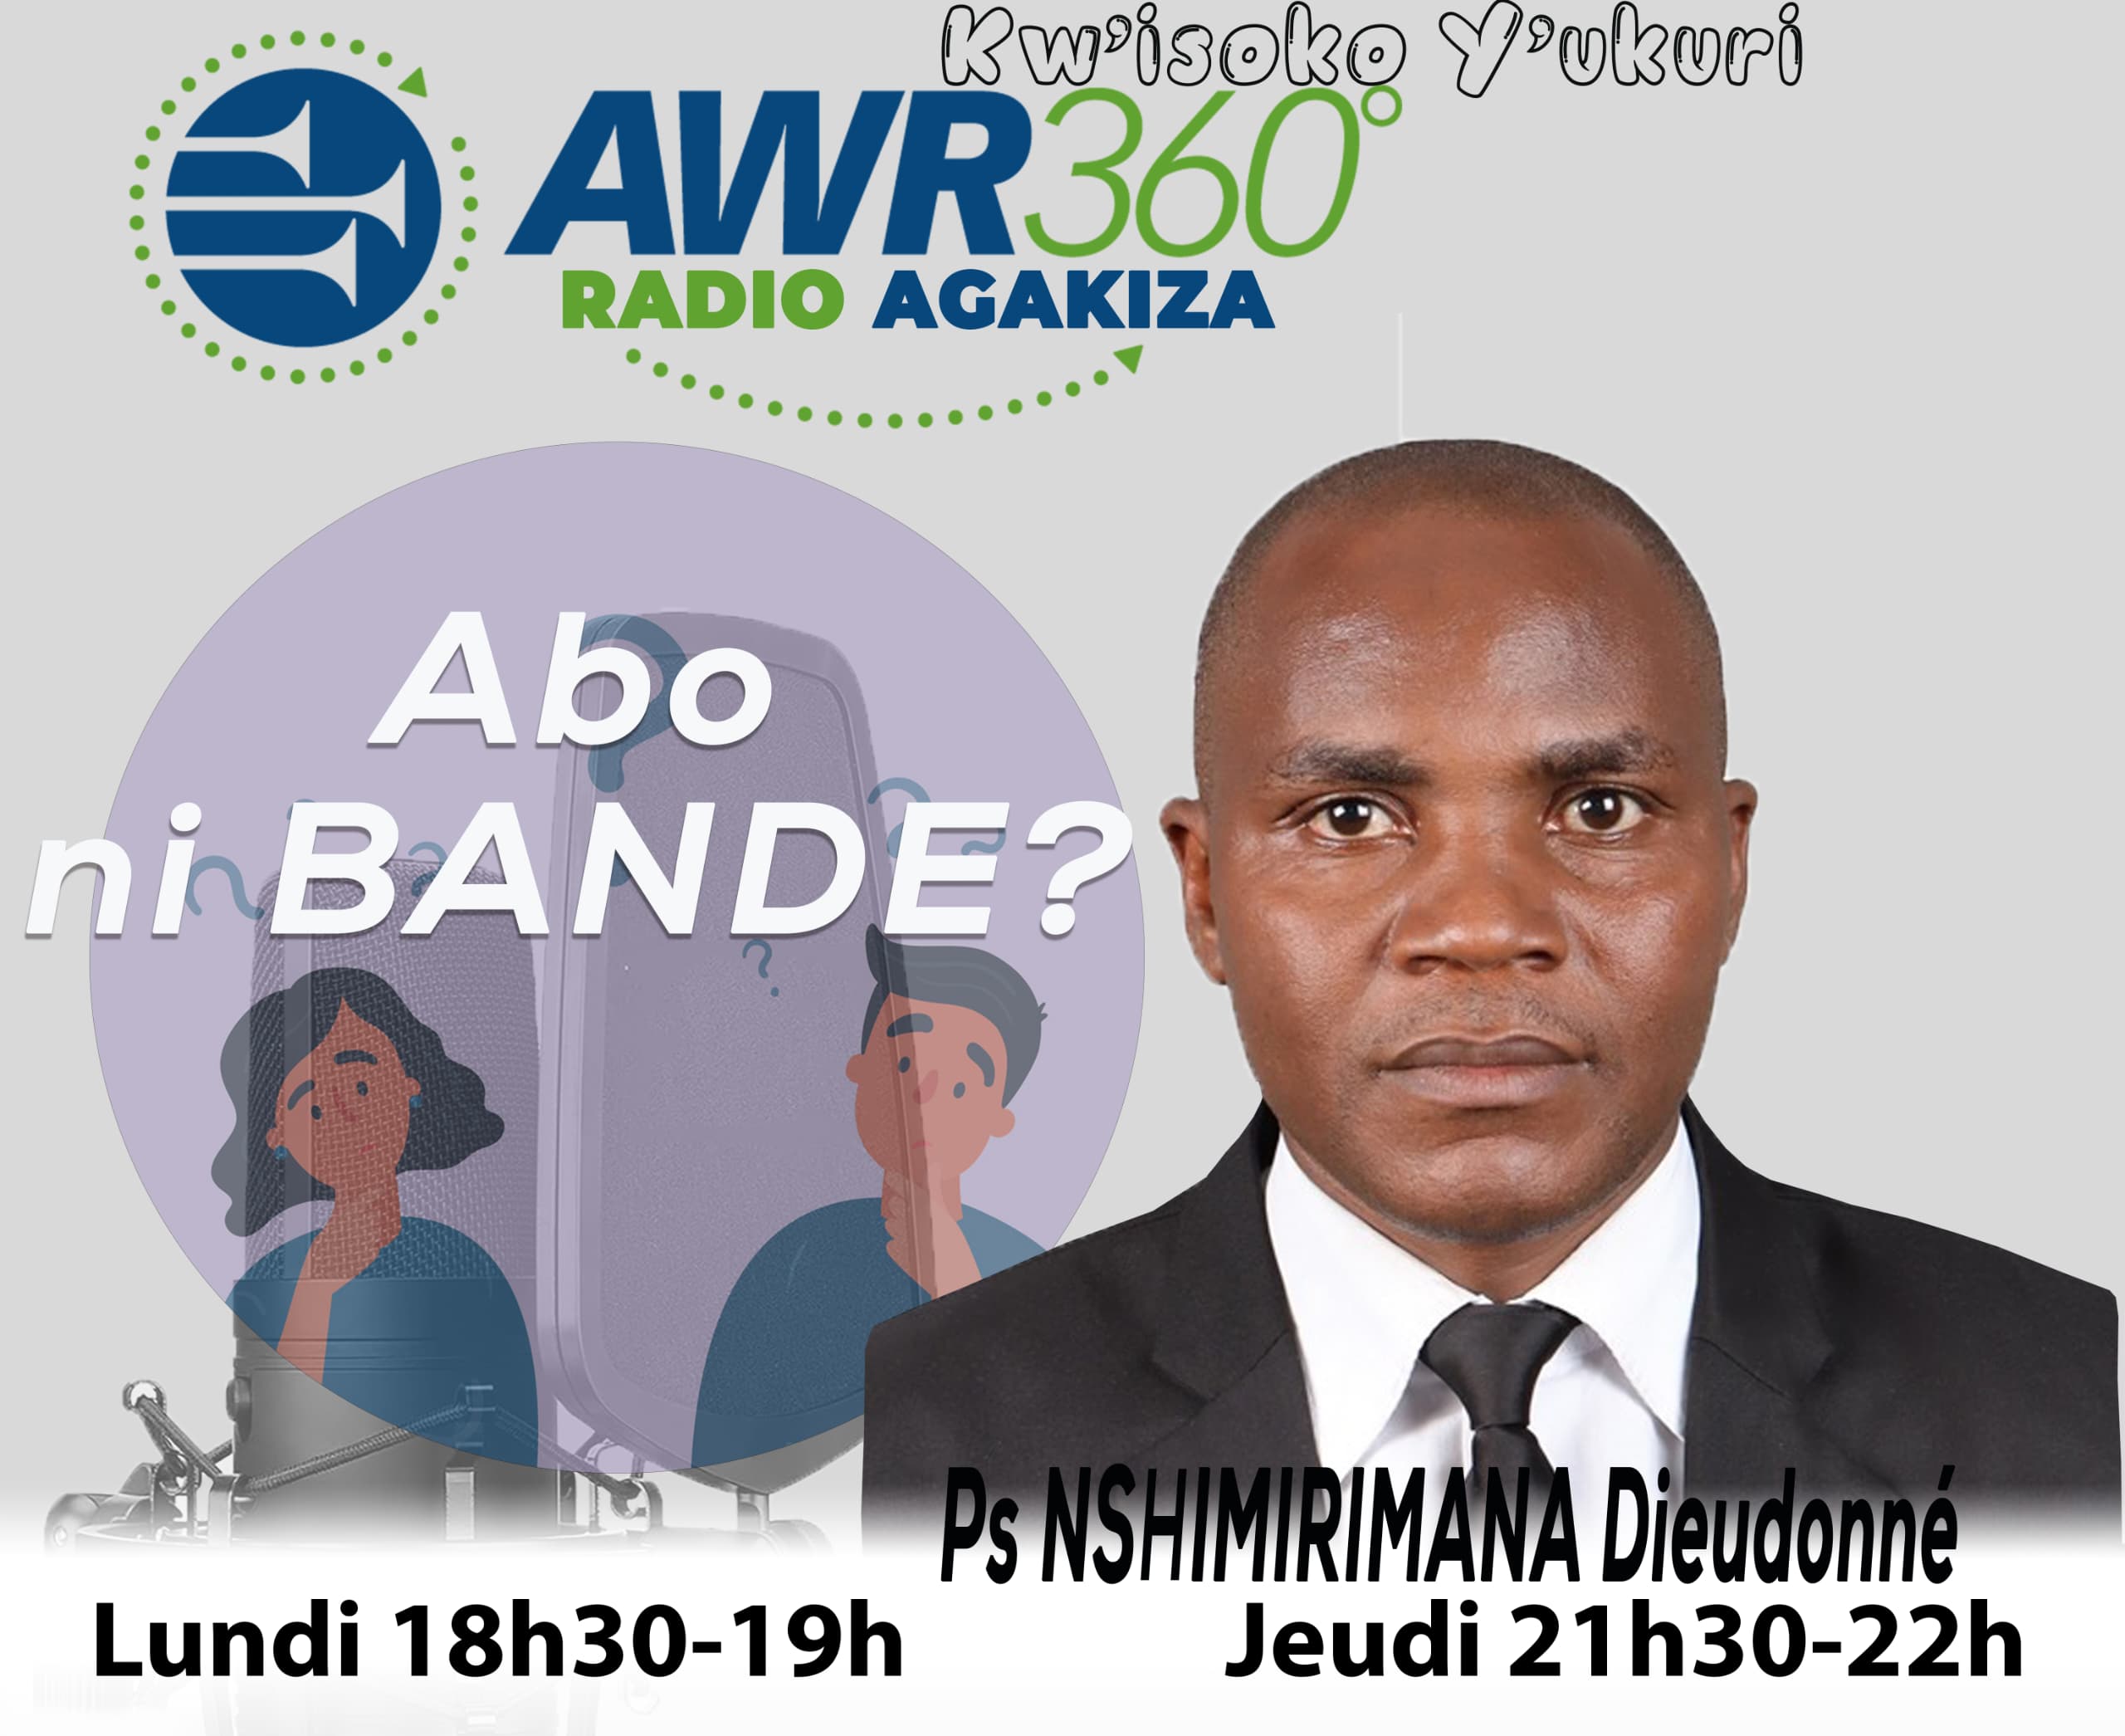 Kw'isoko Y'ukuri
AWR360°
RADIO AGAKIZA
Abo
ni BANDE?
Ps NSHIMIRIMANA Dieudonné
Lundi 18h30-19h
Jeudi 21h30-22h